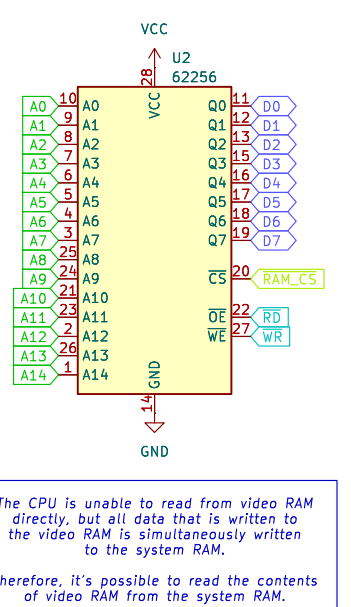 VCC
U2
62256
28
VCC
A0 10 A0 Q0 11 D0
A1 9 A1 Q1 12 D1
A2 8 A2 Q2 13 D2
A3 7 A3 Q3 15 D3
A4 6 A4 Q4 16 D4
A5 5 A5 Q5 17 D5
A6 4 A6 Q6 18 D6
A7 3 A7 Q7 19 D7
A8 25 A8
A9 24 A9 CS 20 RAM_CS
A10 21 A10
A11 23 A11 OE 22 RD
A12 2 A12 WE 27 WR
A13 26 A13
A14 1 A14
GND
14
GND
The CPU is unable to read from video RAM
directly, but all data that is written to
the video RAM is simultaneously written
to the system RAM.
herefore, it's possible to read the contents
of video RAM from the system RAM.